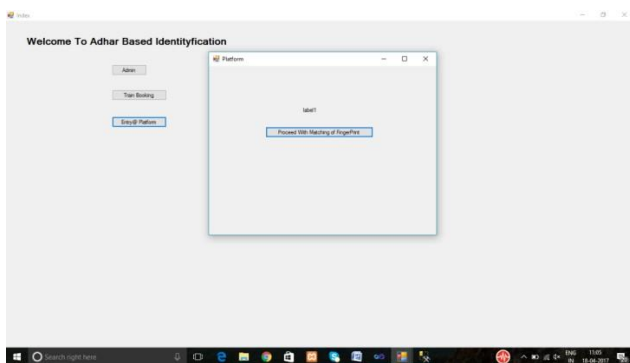 Index
Welcome To Adhar Based Identityfication
Platform
Admin
Train Booking
Entry@ Platform
label1
Proceed With Matching of FingerPrint
Search right here
ENG 11:05
IN 18-04-2017